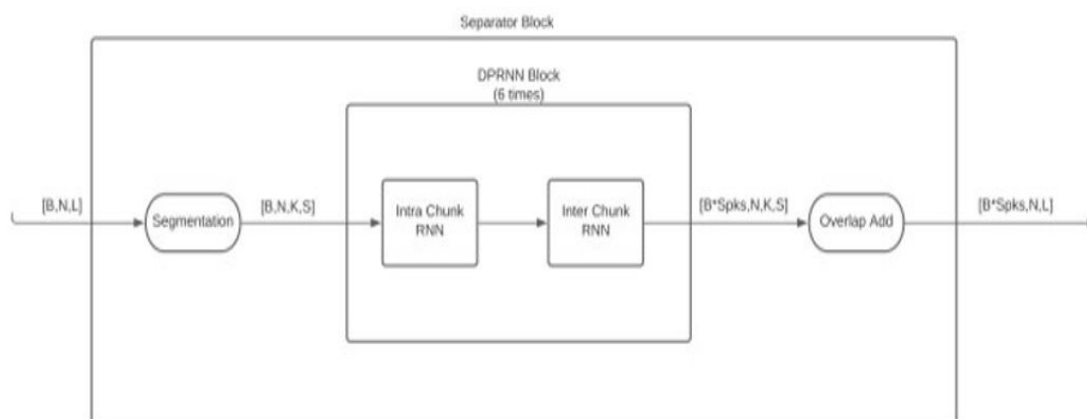 Separator Block
DPRNN Block
(6 times)
[B,N,L]
Segmentation
[B,N,K,S]
Intra Chunk
RNN
Inter Chunk
RNN
[B*Spks,N,K,S]
Overlap Add
[B*Spks,N,L]